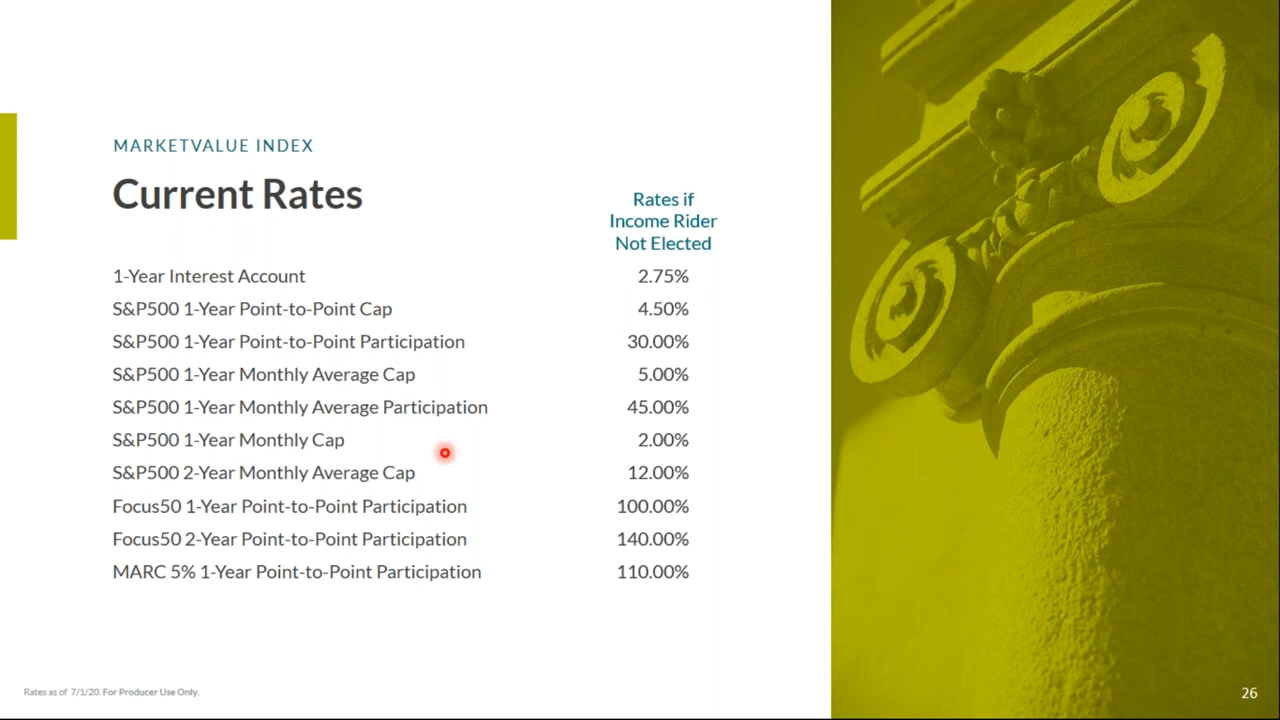 MARKETVALUE INDEX
Current Rates
Rates if
Income Rider
Not Elected
1-Year Interest Account 2.75%
S&P500 1-Year Point-to-Point Cap 4.50%
S&P500 1-Year Point-to-Point Participation 30.00%
S&P500 1-Year Monthly Average Cap 5.00%
S&P500 1-Year Monthly Average Participation 45.00%
S&P500 1-Year Monthly Cap 2.00%
S&P500 2-Year Monthly Average Cap 12.00%
Focus50 1-Year Point-to-Point Participation 100.00%
Focus50 2-Year Point-to-Point Participation 140.00%
MARC 5% 1-Year Point-to-Point Participation 110.00%
Rates as of 7/1/20. For Producer Use Only.
26